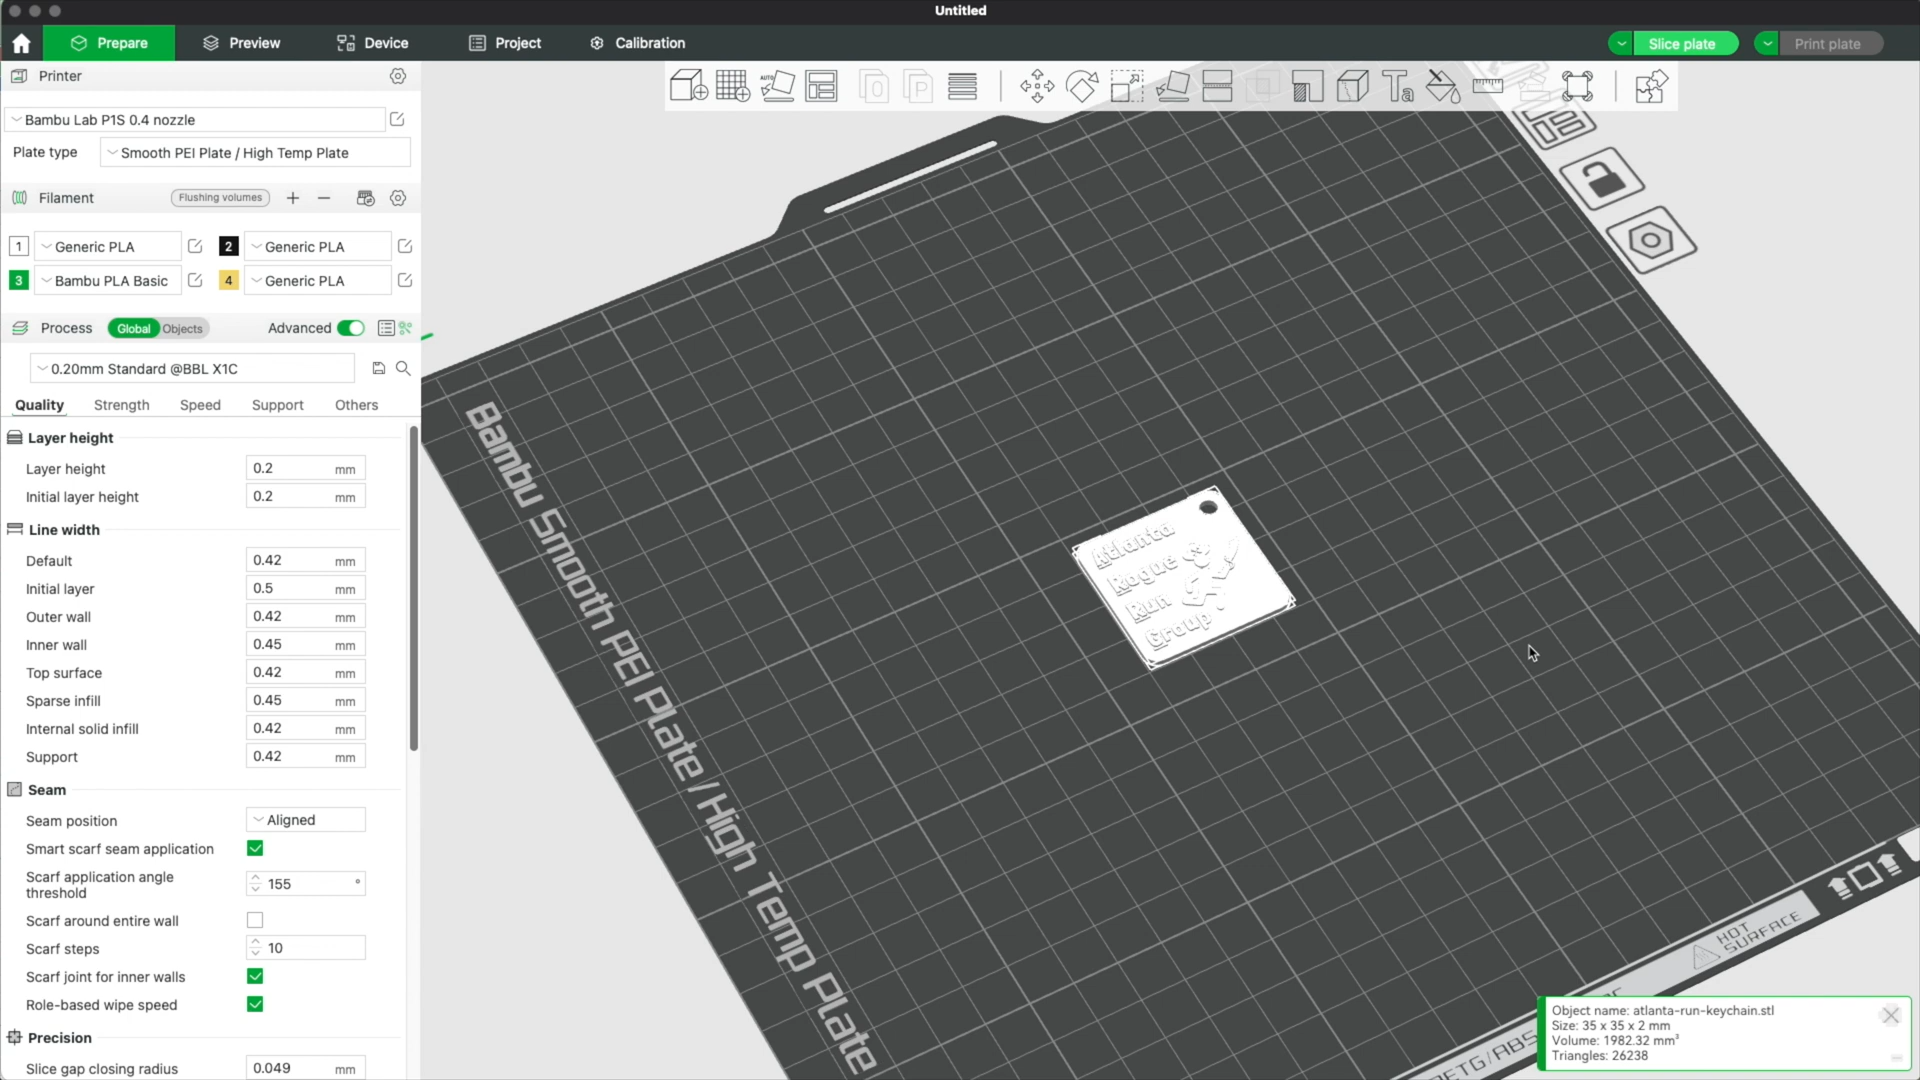 Untitled
Prepare
Preview
Device
Project
Calibration
Slice plate
Print plate
Printer
Bambu Lab P1S 0.4 nozzle
Plate type
Smooth PEI Plate / High Temp Plate
Filament
Flushing volumes
1
Generic PLA
2
Generic PLA
3
Bambu PLA Basic
4
Generic PLA
Process
Global
Objects
Advanced
0.20mm Standard @BBL X1C
Quality
Strength
Speed
Support
Others
Layer height
Layer height 0.2 mm
Initial layer height 0.2 mm
Line width
Default 0.42 mm
Initial layer 0.5 mm
Outer wall 0.42 mm
Inner wall 0.45 mm
Top surface 0.42 mm
Sparse infill 0.45 mm
Internal solid infill 0.42 mm
Support 0.42 mm
Seam
Seam position Aligned
Smart scarf seam application
Scarf application angle
threshold
155 °
Scarf around entire wall
Scarf steps 10
Scarf joint for inner walls
Role-based wipe speed
Precision
Slice gap closing radius 0.049 mm
AUTO
Bambu Smooth PEI Plate / High Temp Plate
Atlanta
Rogue
Run
Group
HOT
SURFACE
Object name: atlanta-run-keychain.stl
Size: 35 x 35 x 2 mm
Volume: 1982.32 mm³
Triangles: 26238